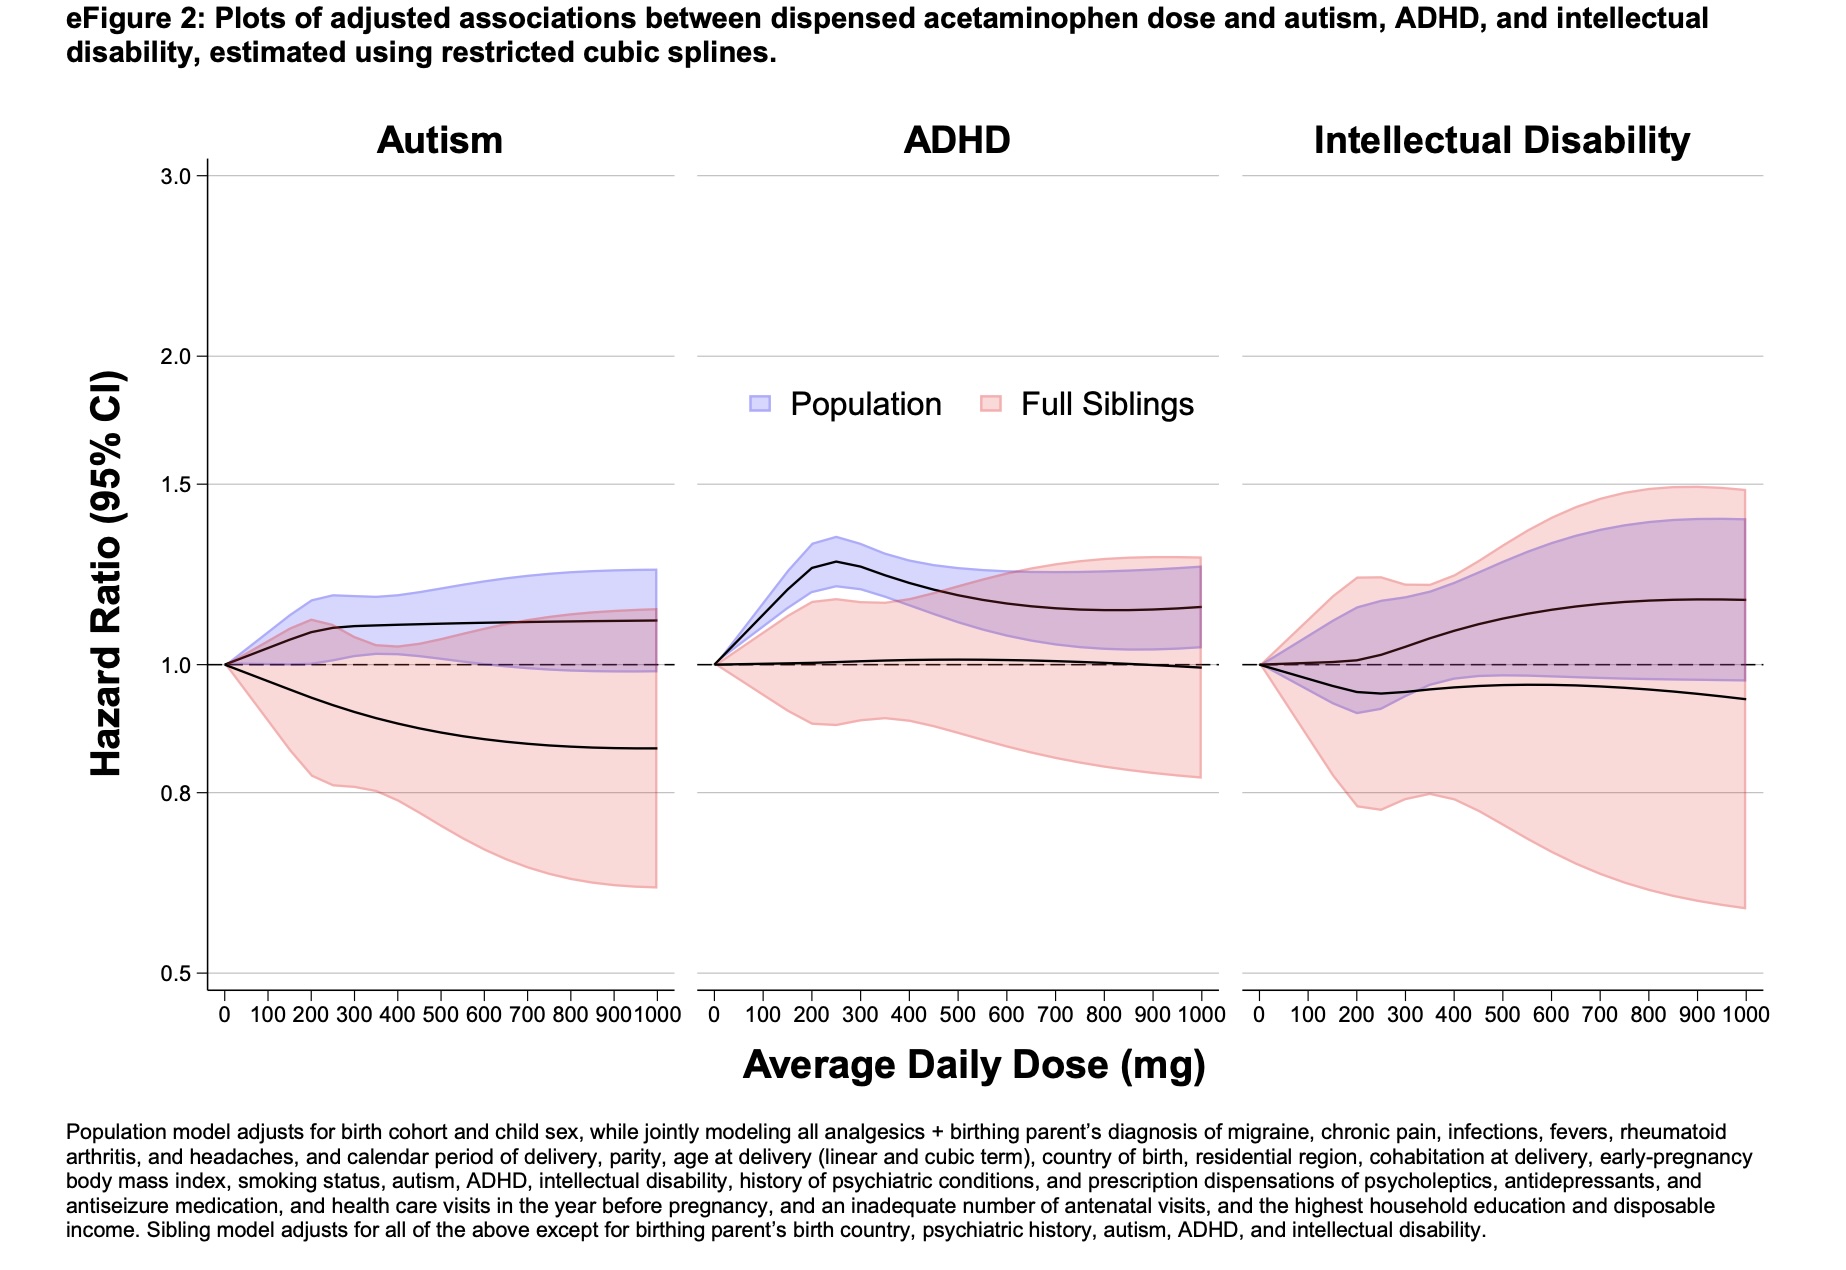 eFigure 2: Plots of adjusted associations between dispensed acetaminophen dose and autism, ADHD, and intellectual
disability, estimated using restricted cubic splines.
Autism
ADHD
Intellectual Disability
Hazard Ratio (95% CI)
3.0
2.0
1.5
1.0
0.8
0.5
Population
Full Siblings
0 100 200 300 400 500 600 700 800 900 1000
0 100 200 300 400 500 600 700 800 900 1000
0 100 200 300 400 500 600 700 800 900 1000
Average Daily Dose (mg)
Population model adjusts for birth cohort and child sex, while jointly modeling all analgesics + birthing parent’s diagnosis of migraine, chronic pain, infections, fevers, rheumatoid
arthritis, and headaches, and calendar period of delivery, parity, age at delivery (linear and cubic term), country of birth, residential region, cohabitation at delivery, early-pregnancy
body mass index, smoking status, autism, ADHD, intellectual disability, history of psychiatric conditions, and prescription dispensations of psycholeptics, antidepressants, and
antiseizure medication, and health care visits in the year before pregnancy, and an inadequate number of antenatal visits, and the highest household education and disposable
income. Sibling model adjusts for all of the above except for birthing parent’s birth country, psychiatric history, autism, ADHD, and intellectual disability.